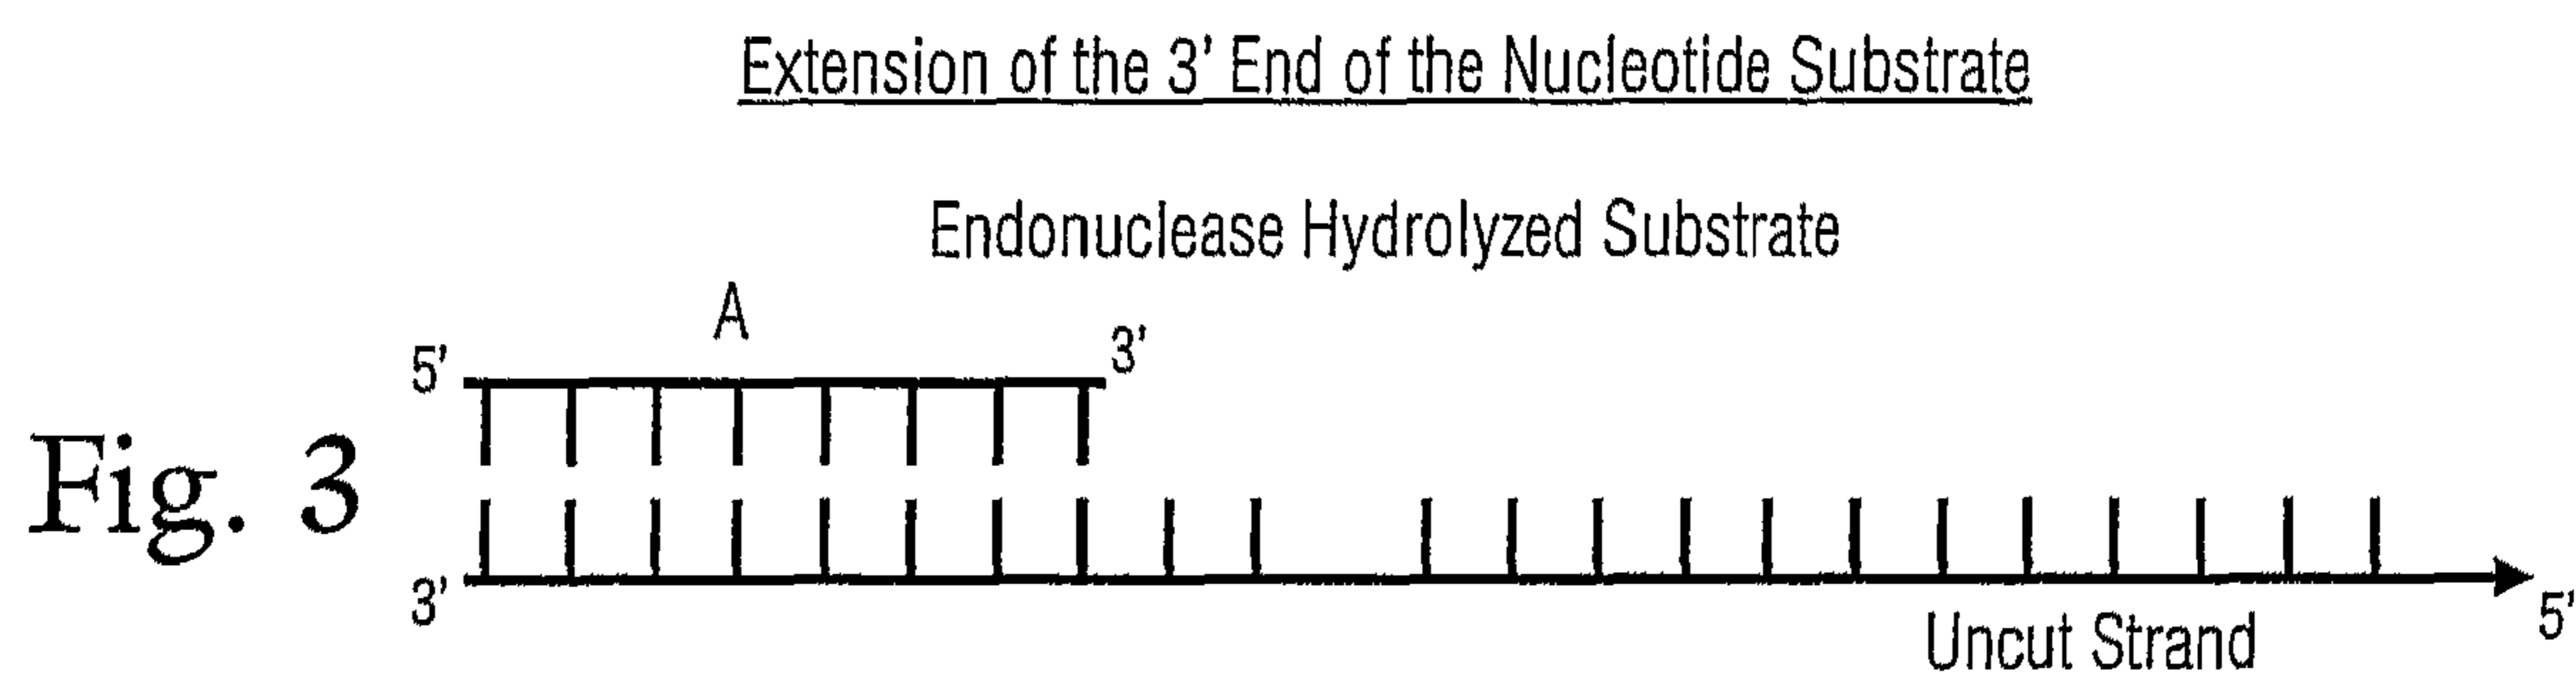 Extension of the 3' End of the Nucleotide Substrate
Endonuclease Hydrolyzed Substrate
A
5' 3'
Fig. 3
3' 5'
Uncut Strand